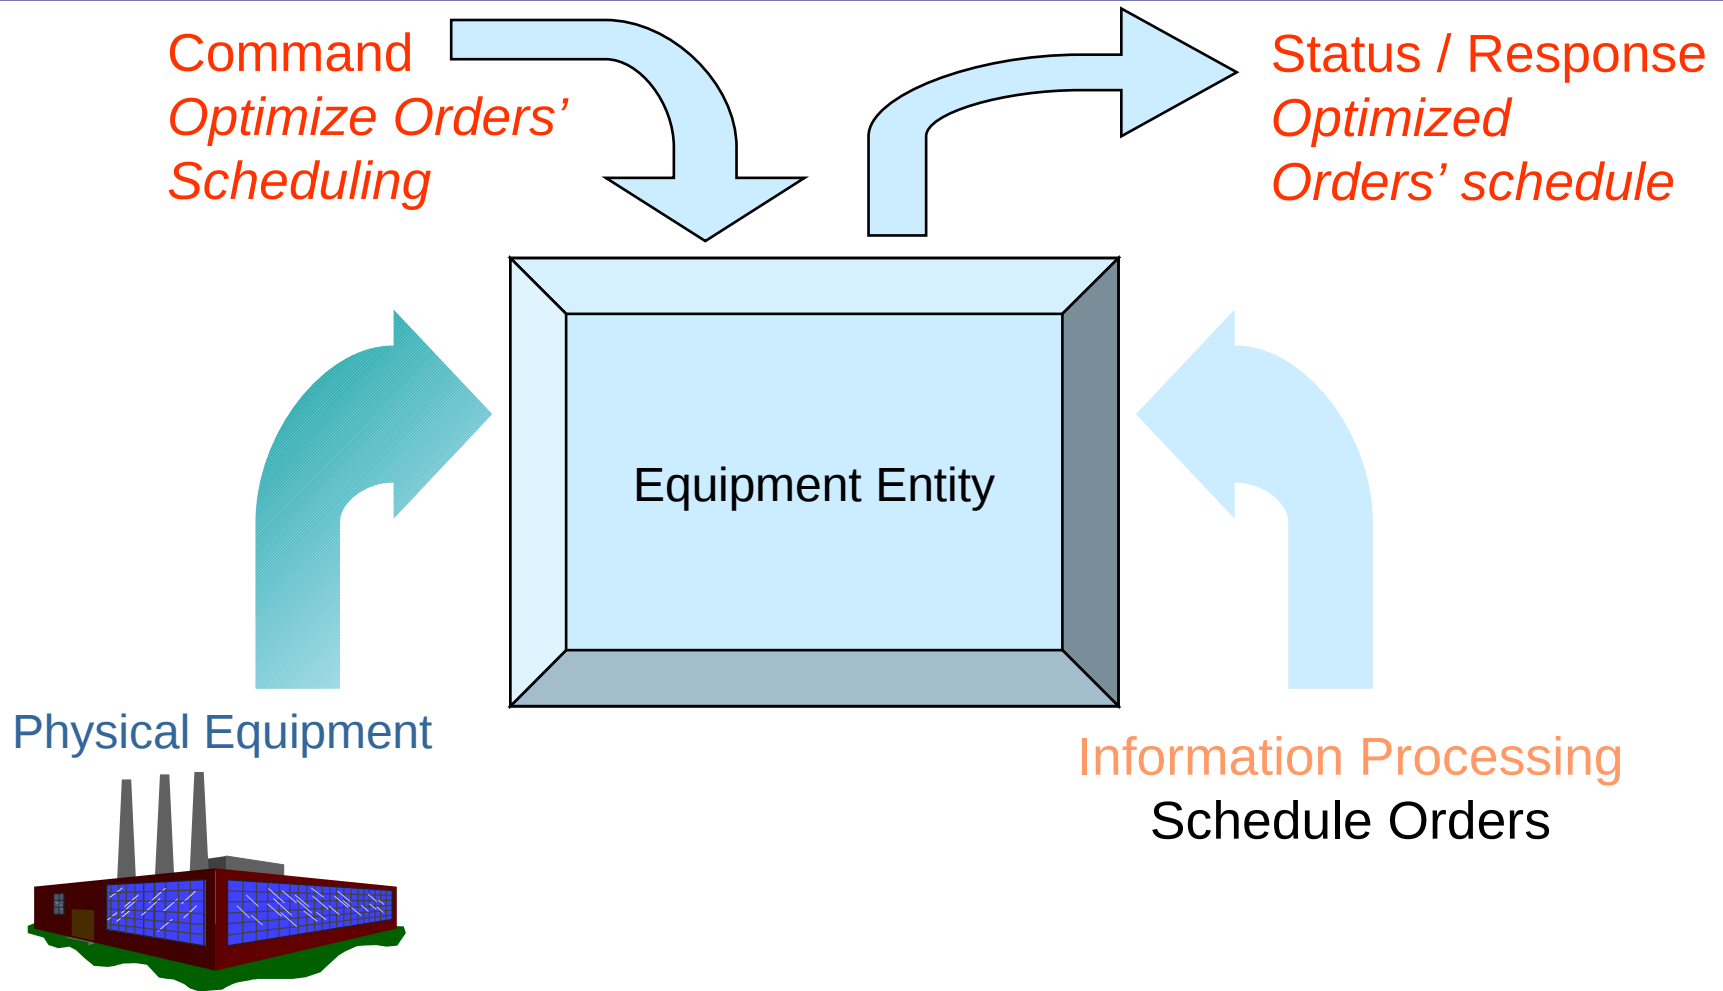 Command
Optimize Orders’
Scheduling
Status / Response
Optimized
Orders’ schedule
Equipment Entity
Physical Equipment
Information Processing
Schedule Orders